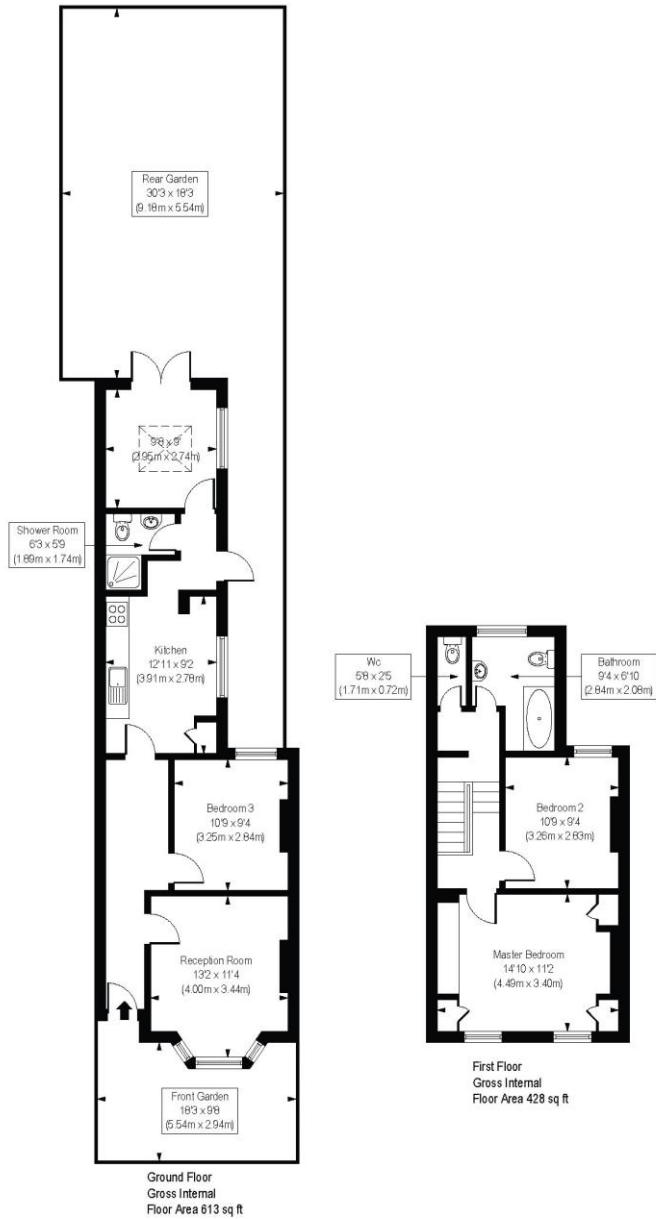 Rear Garden
30'3 x 18'3
(9.18m x 5.54m)
9'8 x 9'
(2.95m x 2.74m)
Shower Room
6'3 x 5'9
(1.89m x 1.74m)
Kitchen
12'11 x 9'2
(3.91m x 2.78m)
Bedroom 3
10'9 x 9'4
(3.25m x 2.84m)
Reception Room
13'2 x 11'4
(4.00m x 3.44m)
Front Garden
18'3 x 9'8
(5.54m x 2.94m)
Ground Floor
Gross Internal
Floor Area 613 sq ft
Wc
5'8 x 2'5
(1.71m x 0.72m)
Bathroom
9'4 x 6'10
(2.84m x 2.08m)
Bedroom 2
10'9 x 9'4
(3.26m x 2.83m)
Master Bedroom
14'10 x 11'2
(4.49m x 3.40m)
First Floor
Gross Internal
Floor Area 428 sq ft